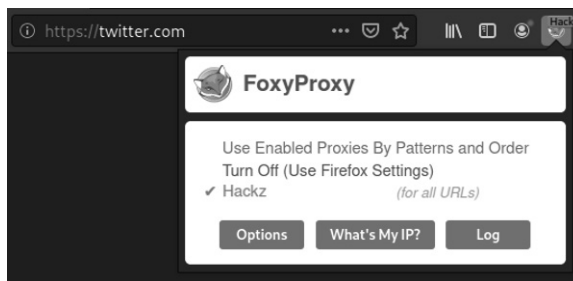 https://twitter.com
Hack
FoxyProxy
Use Enabled Proxies By Patterns and Order
Turn Off (Use Firefox Settings)
✔ Hackz (for all URLs)
Options What's My IP? Log